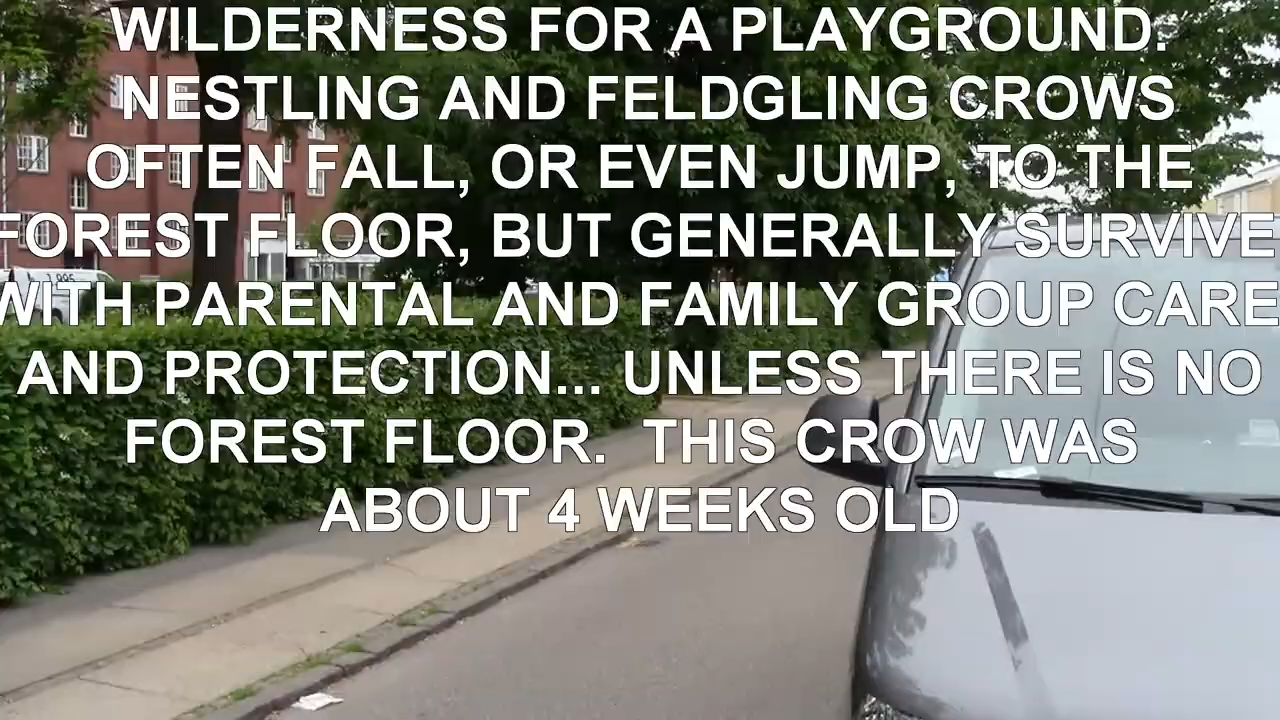 WILDERNESS FOR A PLAYGROUND.
NESTLING AND FELDGLING CROWS
OFTEN FALL, OR EVEN JUMP, TO THE
FOREST FLOOR, BUT GENERALLY SURVIVE
WITH PARENTAL AND FAMILY GROUP CARE
AND PROTECTION... UNLESS THERE IS NO
FOREST FLOOR. THIS CROW WAS
ABOUT 4 WEEKS OLD